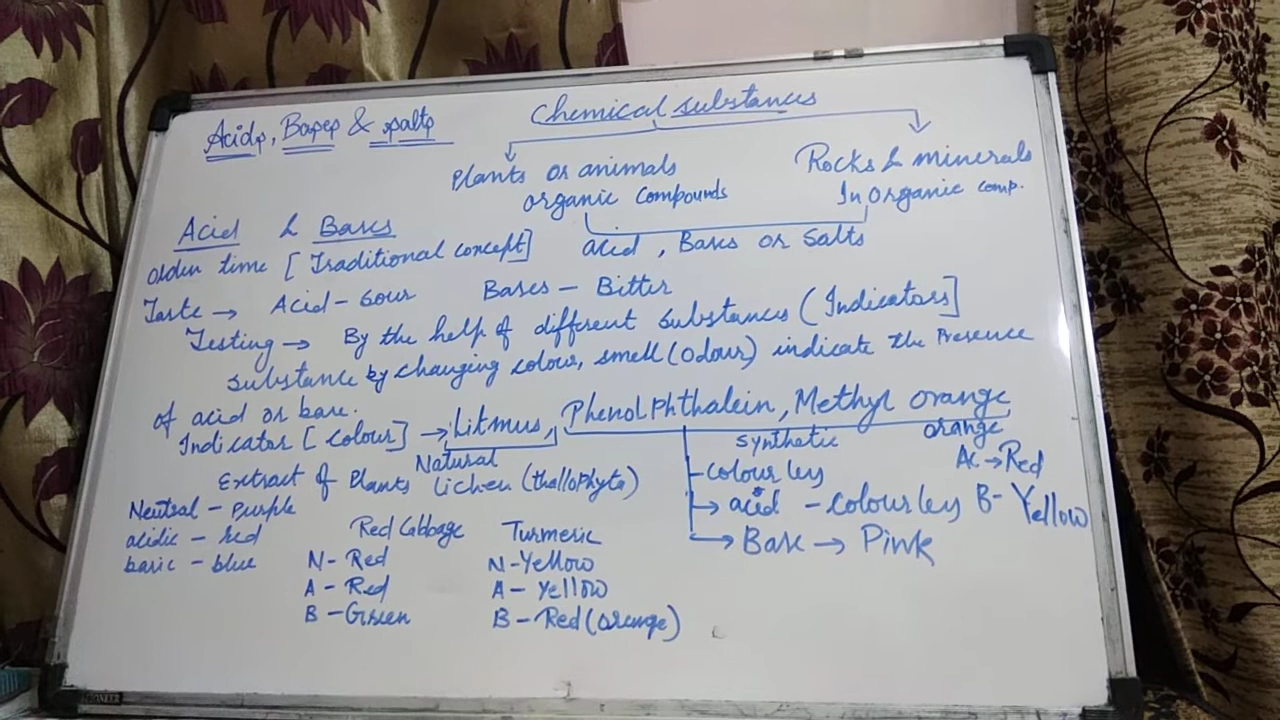 Acids, Bases & salts
Chemical substances
Plants or animals
organic compounds
Rocks & minerals
In organic comp.
Acid & Bases
olden time [Traditional concept]
acid, Bases or Salts
Taste → Acid - Sour Bases - Bitter
Testing → By the help of different Substances (Indicators]
substance by changing colour, smell (odour) indicate the Presence
of acid or base.
Indicator [colour] → Litmus, Phenolphthalein, Methyl orange
Natural
synthetic
orange
Extract of Plants Lichen (thallophyta)
Neutral - Purple
acidic - red
basic - blue
Red Cabbage
N - Red
A - Red
B - Green
Turmeric
N - Yellow
A - Yellow
B - Red (orange)
- colourless
→ acid - colourless
→ Base → Pink
Ac → Red
B - Yellow
PIONEER